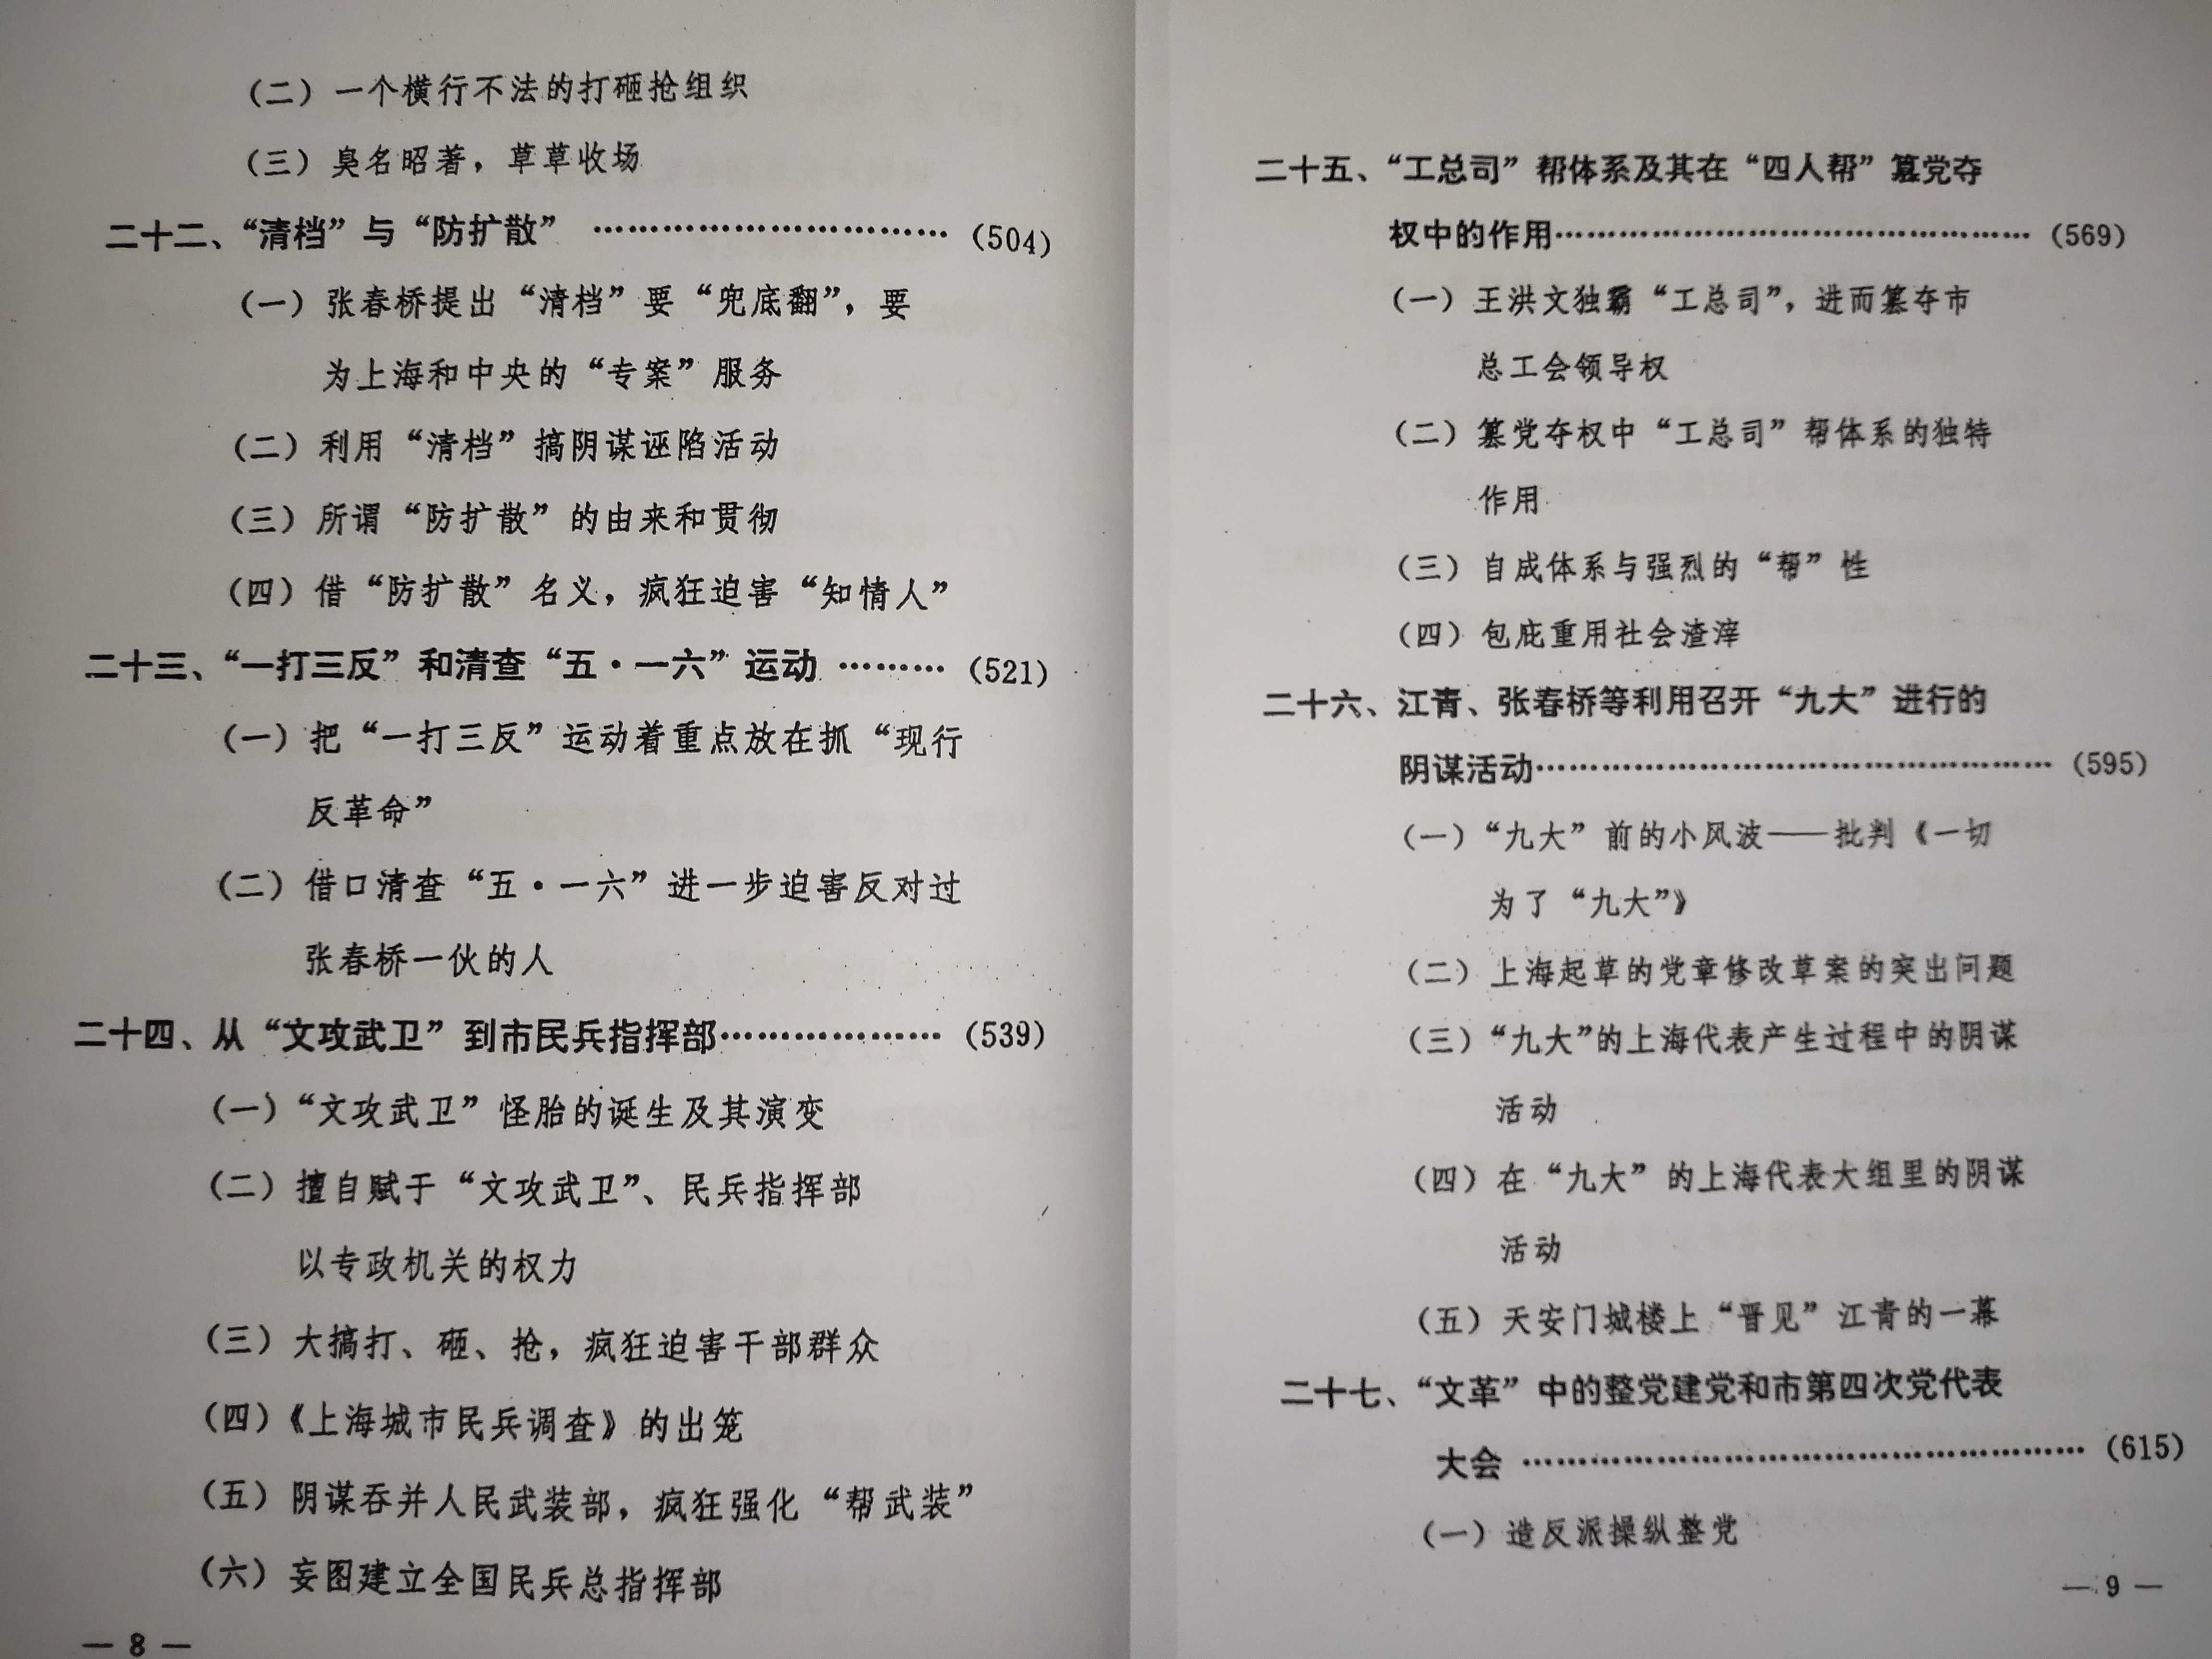 （二）一个横行不法的打砸抢组织
（三）臭名昭著，草草收场
二十二、“清档”与“防扩散” ……………………………（504）
（一）张春桥提出“清档”要“兜底翻”，要
为上海和中央的“专案”服务
（二）利用“清档”搞阴谋诬陷活动
（三）所谓“防扩散”的由来和贯彻
（四）借“防扩散”名义，疯狂迫害“知情人”
二十三、“一打三反”和清查“五·一六”运动 ………（521）
（一）把“一打三反”运动着重点放在抓“现行
反革命”
（二）借口清查“五·一六”进一步迫害反对过
张春桥一伙的人
二十四、从“文攻武卫”到市民兵指挥部…………………（539）
（一）“文攻武卫”怪胎的诞生及其演变
（二）擅自赋于“文攻武卫”、民兵指挥部
以专政机关的权力
（三）大搞打、砸、抢，疯狂迫害干部群众
（四）《上海城市民兵调查》的出笼
（五）阴谋吞并人民武装部，疯狂强化“帮武装”
（六）妄图建立全国民兵总指挥部
— 8 —
二十五、“工总司”帮体系及其在“四人帮”篡党夺
权中的作用…………………………………………（569）
（一）王洪文独霸“工总司”，进而篡夺市
总工会领导权
（二）篡党夺权中“工总司”帮体系的独特
作用
（三）自成体系与强烈的“帮”性
（四）包庇重用社会渣滓
二十六、江青、张春桥等利用召开“九大”进行的
阴谋活动……………………………………………（595）
（一）“九大”前的小风波——批判《一切
为了“九大”》
（二）上海起草的党章修改草案的突出问题
（三）“九大”的上海代表产生过程中的阴谋
活动
（四）在“九大”的上海代表大组里的阴谋
活动
（五）天安门城楼上“晋见”江青的一幕
二十七、“文革”中的整党建党和市第四次党代表
大会 …………………………………………………（615）
（一）造反派操纵整党
— 9 —